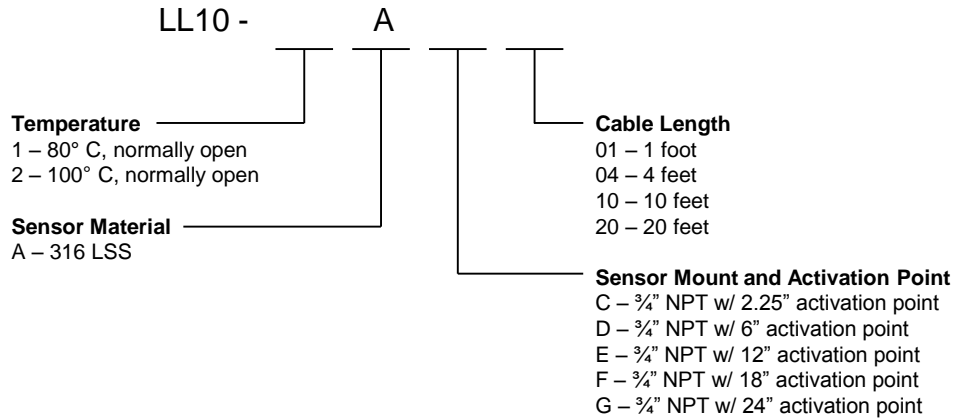 LL10 - A
Temperature
1 – 80° C, normally open
2 – 100° C, normally open
Sensor Material
A – 316 LSS
Cable Length
01 – 1 foot
04 – 4 feet
10 – 10 feet
20 – 20 feet
Sensor Mount and Activation Point
C – ¾” NPT w/ 2.25” activation point
D – ¾” NPT w/ 6” activation point
E – ¾” NPT w/ 12” activation point
F – ¾” NPT w/ 18” activation point
G – ¾” NPT w/ 24” activation point